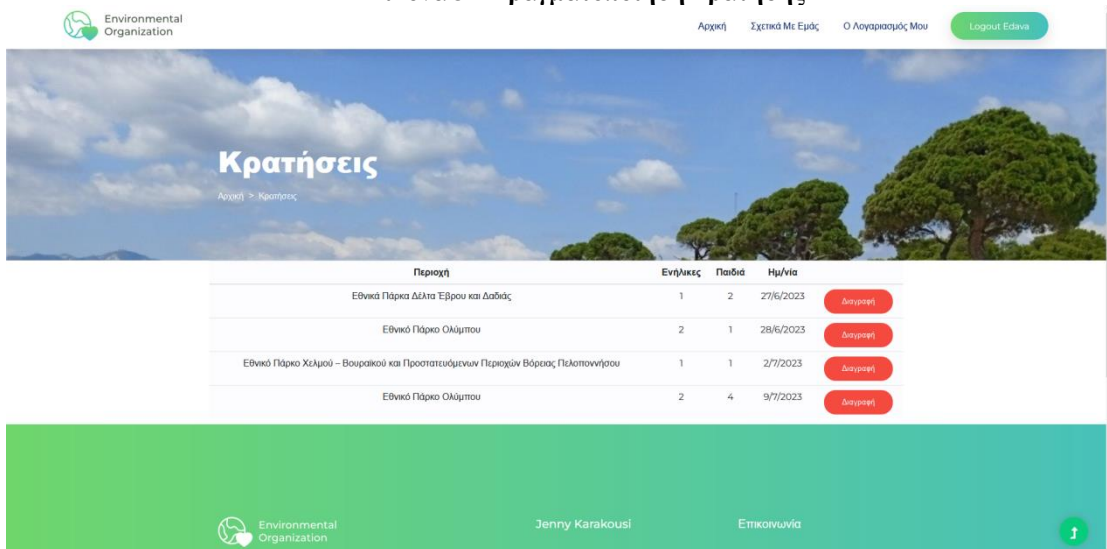 Environmental
Organization
Αρχική Σχετικά Με Εμάς Ο Λογαριασμός Μου Logout Edava
Κρατήσεις
Αρχική > Κρατήσεις
Περιοχή Ενήλικες Παιδιά Ημ/νία
Εθνικά Πάρκα Δέλτα Έβρου και Δαδιάς 1 2 27/6/2023 Διαγραφή
Εθνικό Πάρκο Ολύμπου 2 1 28/6/2023 Διαγραφή
Εθνικό Πάρκο Χελμού – Βουραϊκού και Προστατευόμενων Περιοχών Βόρειας Πελοποννήσου 1 1 2/7/2023 Διαγραφή
Εθνικό Πάρκο Ολύμπου 2 4 9/7/2023 Διαγραφή
Environmental
Organization
Jenny Karakousi Επικοινωνία